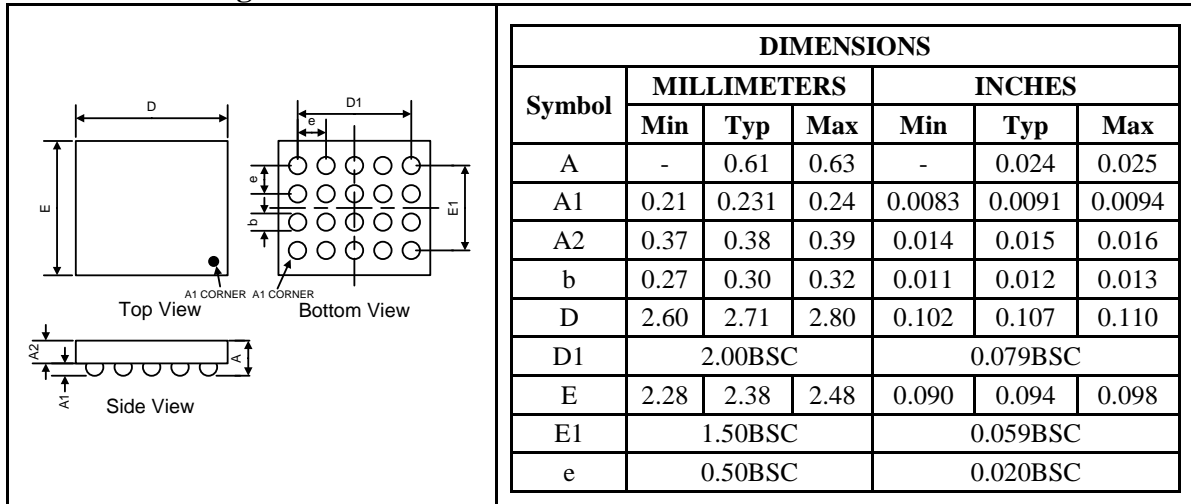 D
E
A1 CORNER
Top View
D1
e
e
b
E1
A1 CORNER
Bottom View
A2
A1
A
Side View
DIMENSIONS
Symbol MILLIMETERS INCHES
Min Typ Max Min Typ Max
A - 0.61 0.63 - 0.024 0.025
A1 0.21 0.231 0.24 0.0083 0.0091 0.0094
A2 0.37 0.38 0.39 0.014 0.015 0.016
b 0.27 0.30 0.32 0.011 0.012 0.013
D 2.60 2.71 2.80 0.102 0.107 0.110
D1 2.00BSC 0.079BSC
E 2.28 2.38 2.48 0.090 0.094 0.098
E1 1.50BSC 0.059BSC
e 0.50BSC 0.020BSC